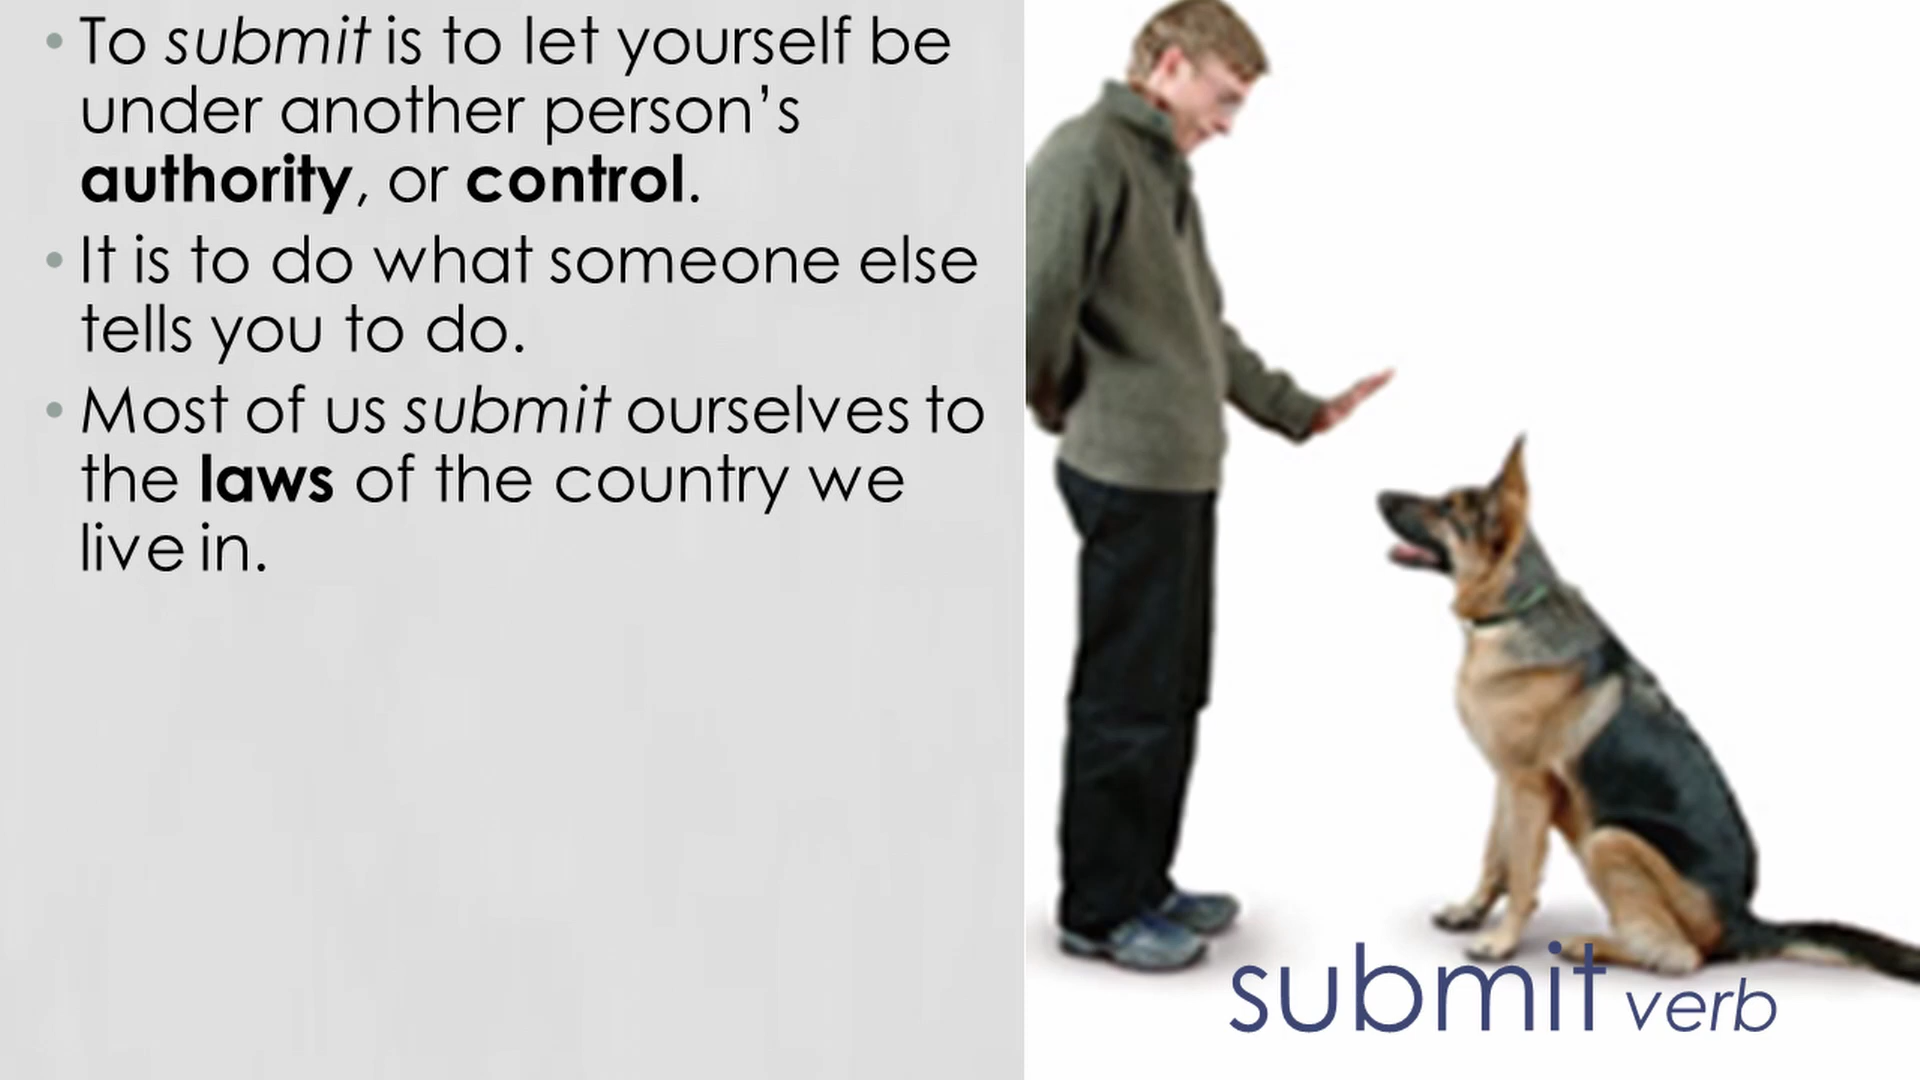 • To submit is to let yourself be
under another person’s
authority, or control.
• It is to do what someone else
tells you to do.
• Most of us submit ourselves to
the laws of the country we
live in.
submit verb